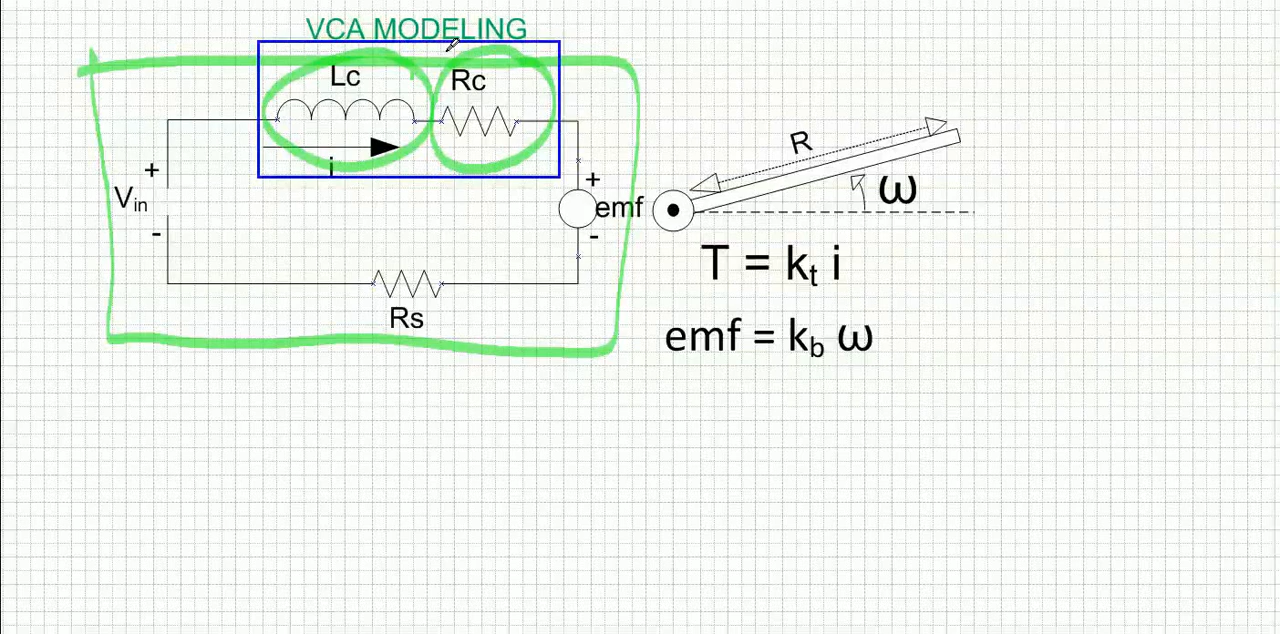 VCA MODELING
Lc
Rc
i
+
Vin
-
+
emf
-
Rs
R
ω
T = kt i
emf = kb ω